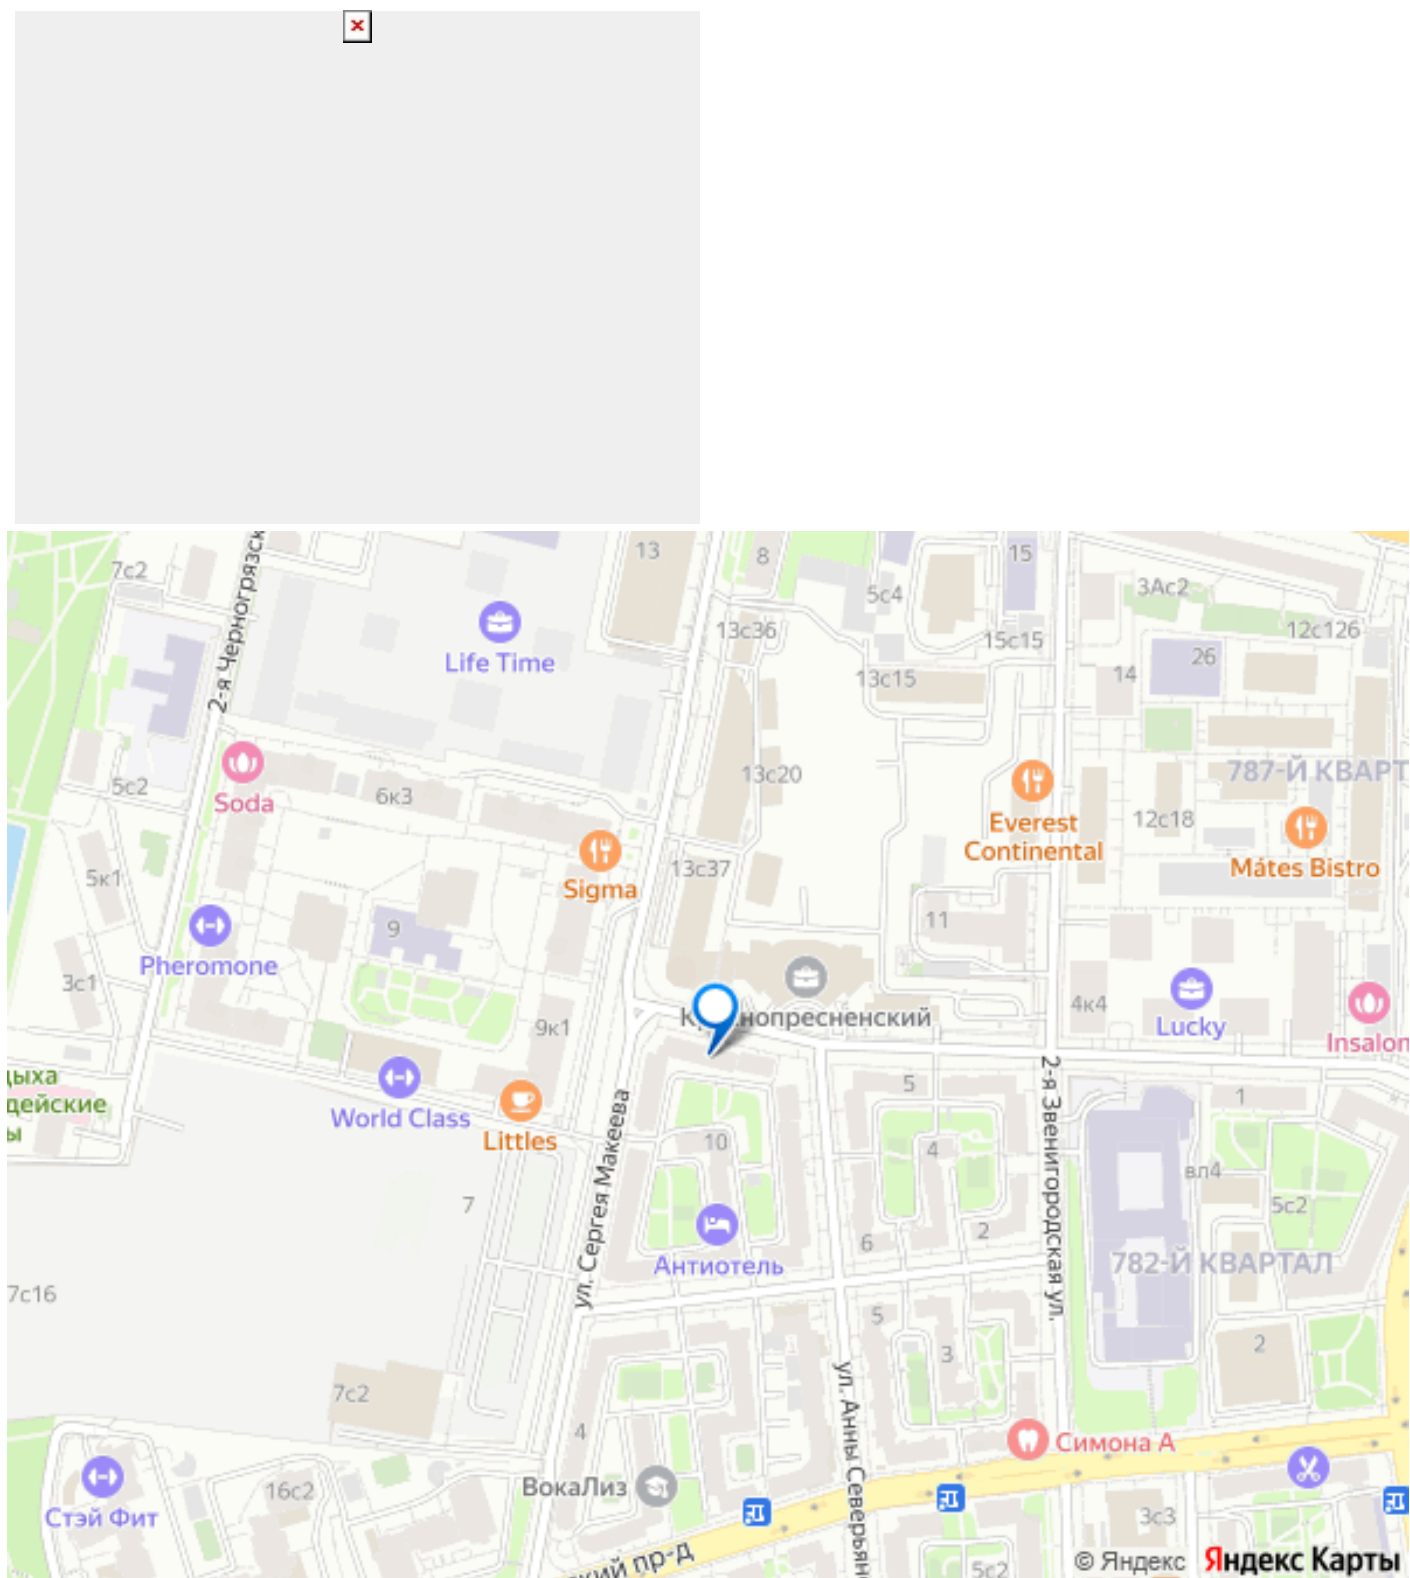 2-я Черногрязск
7с2
13
8
15
5с4
3Ас2
Life Time
13с36
15с15
12с126
26
13с15
14
5с2
Soda
6к3
13с20
787-Й КВАРТ
Everest
Continental
12с18
Mátes Bistro
Sigma
13с37
5к1
9
11
Pheromone
3с1
4к4
Lucky
Insalon
9к1
К
нопресненский
дыха
дейские
ы
World Class
Littles
ул. Сергея Макеева
5
1
2-я Звенигородская ул.
10
4
вл4
7
5с2
6
2
Антиотель
782-Й КВАРТАЛ
7с16
5
3
2
7с2
4
ул. Анны Северьян
Симона А
ВокаЛиз
16с2
Стэй Фит
3с3
ский пр-д
5с2
© Яндекс
Яндекс Карты